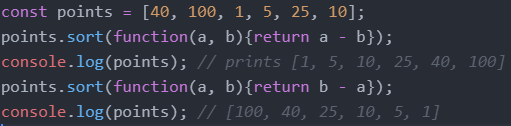 const points = [40, 100, 1, 5, 25, 10];
points.sort(function(a, b){return a - b});
console.log(points); // prints [1, 5, 10, 25, 40, 100]
points.sort(function(a, b){return b - a});
console.log(points); // [100, 40, 25, 10, 5, 1]